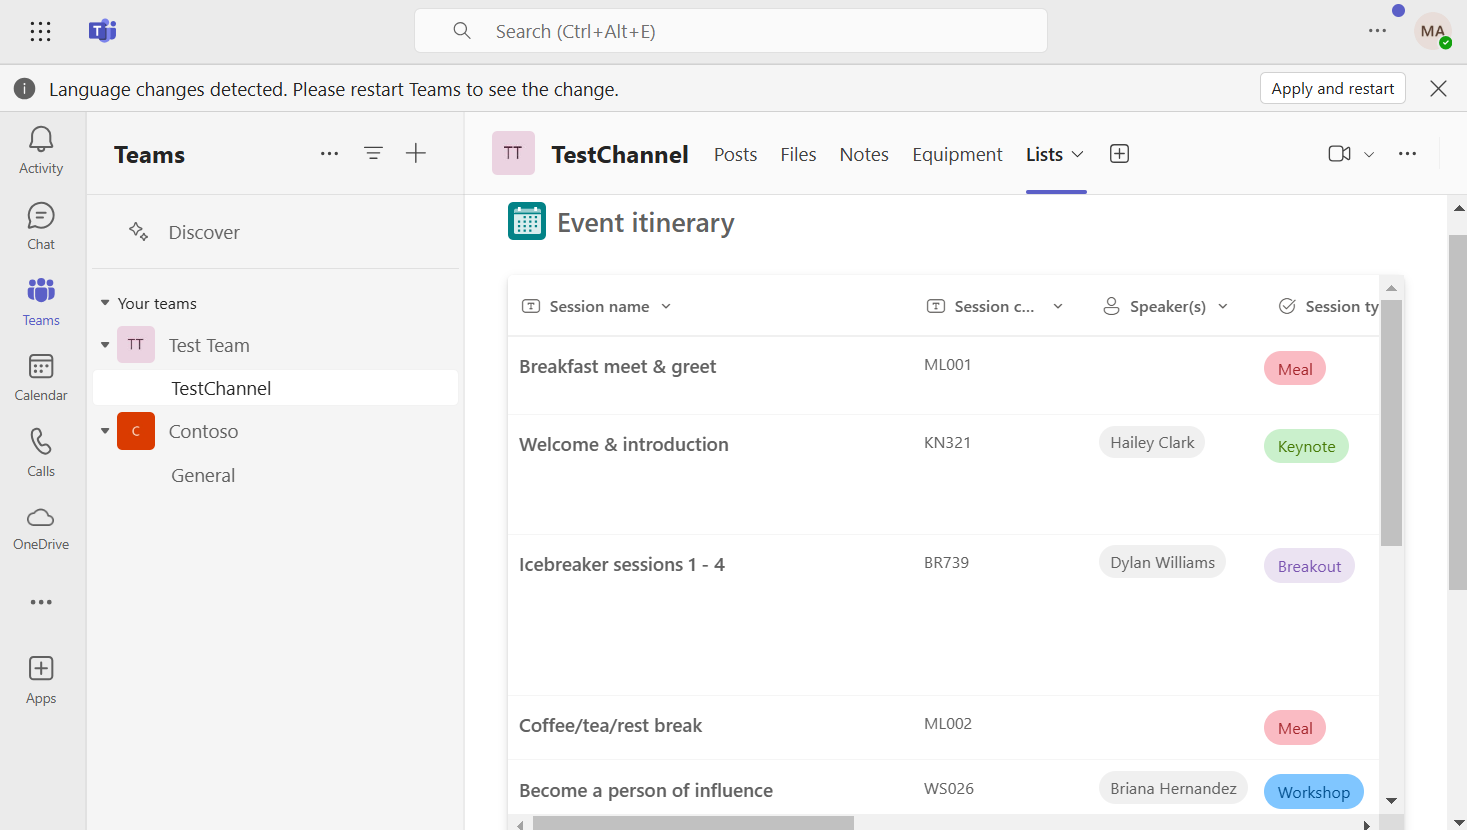 Search (Ctrl+Alt+E)
MA
Language changes detected. Please restart Teams to see the change.
Apply and restart
Activity
Chat
Teams
Calendar
Calls
OneDrive
Apps
Teams
Discover
Your teams
TT Test Team
TestChannel
C Contoso
General
TT TestChannel Posts Files Notes Equipment Lists
Event itinerary
Session name Session c... Speaker(s) Session ty
Breakfast meet & greet ML001 Meal
Welcome & introduction KN321 Hailey Clark Keynote
Icebreaker sessions 1 - 4 BR739 Dylan Williams Breakout
Coffee/tea/rest break ML002 Meal
Become a person of influence WS026 Briana Hernandez Workshop